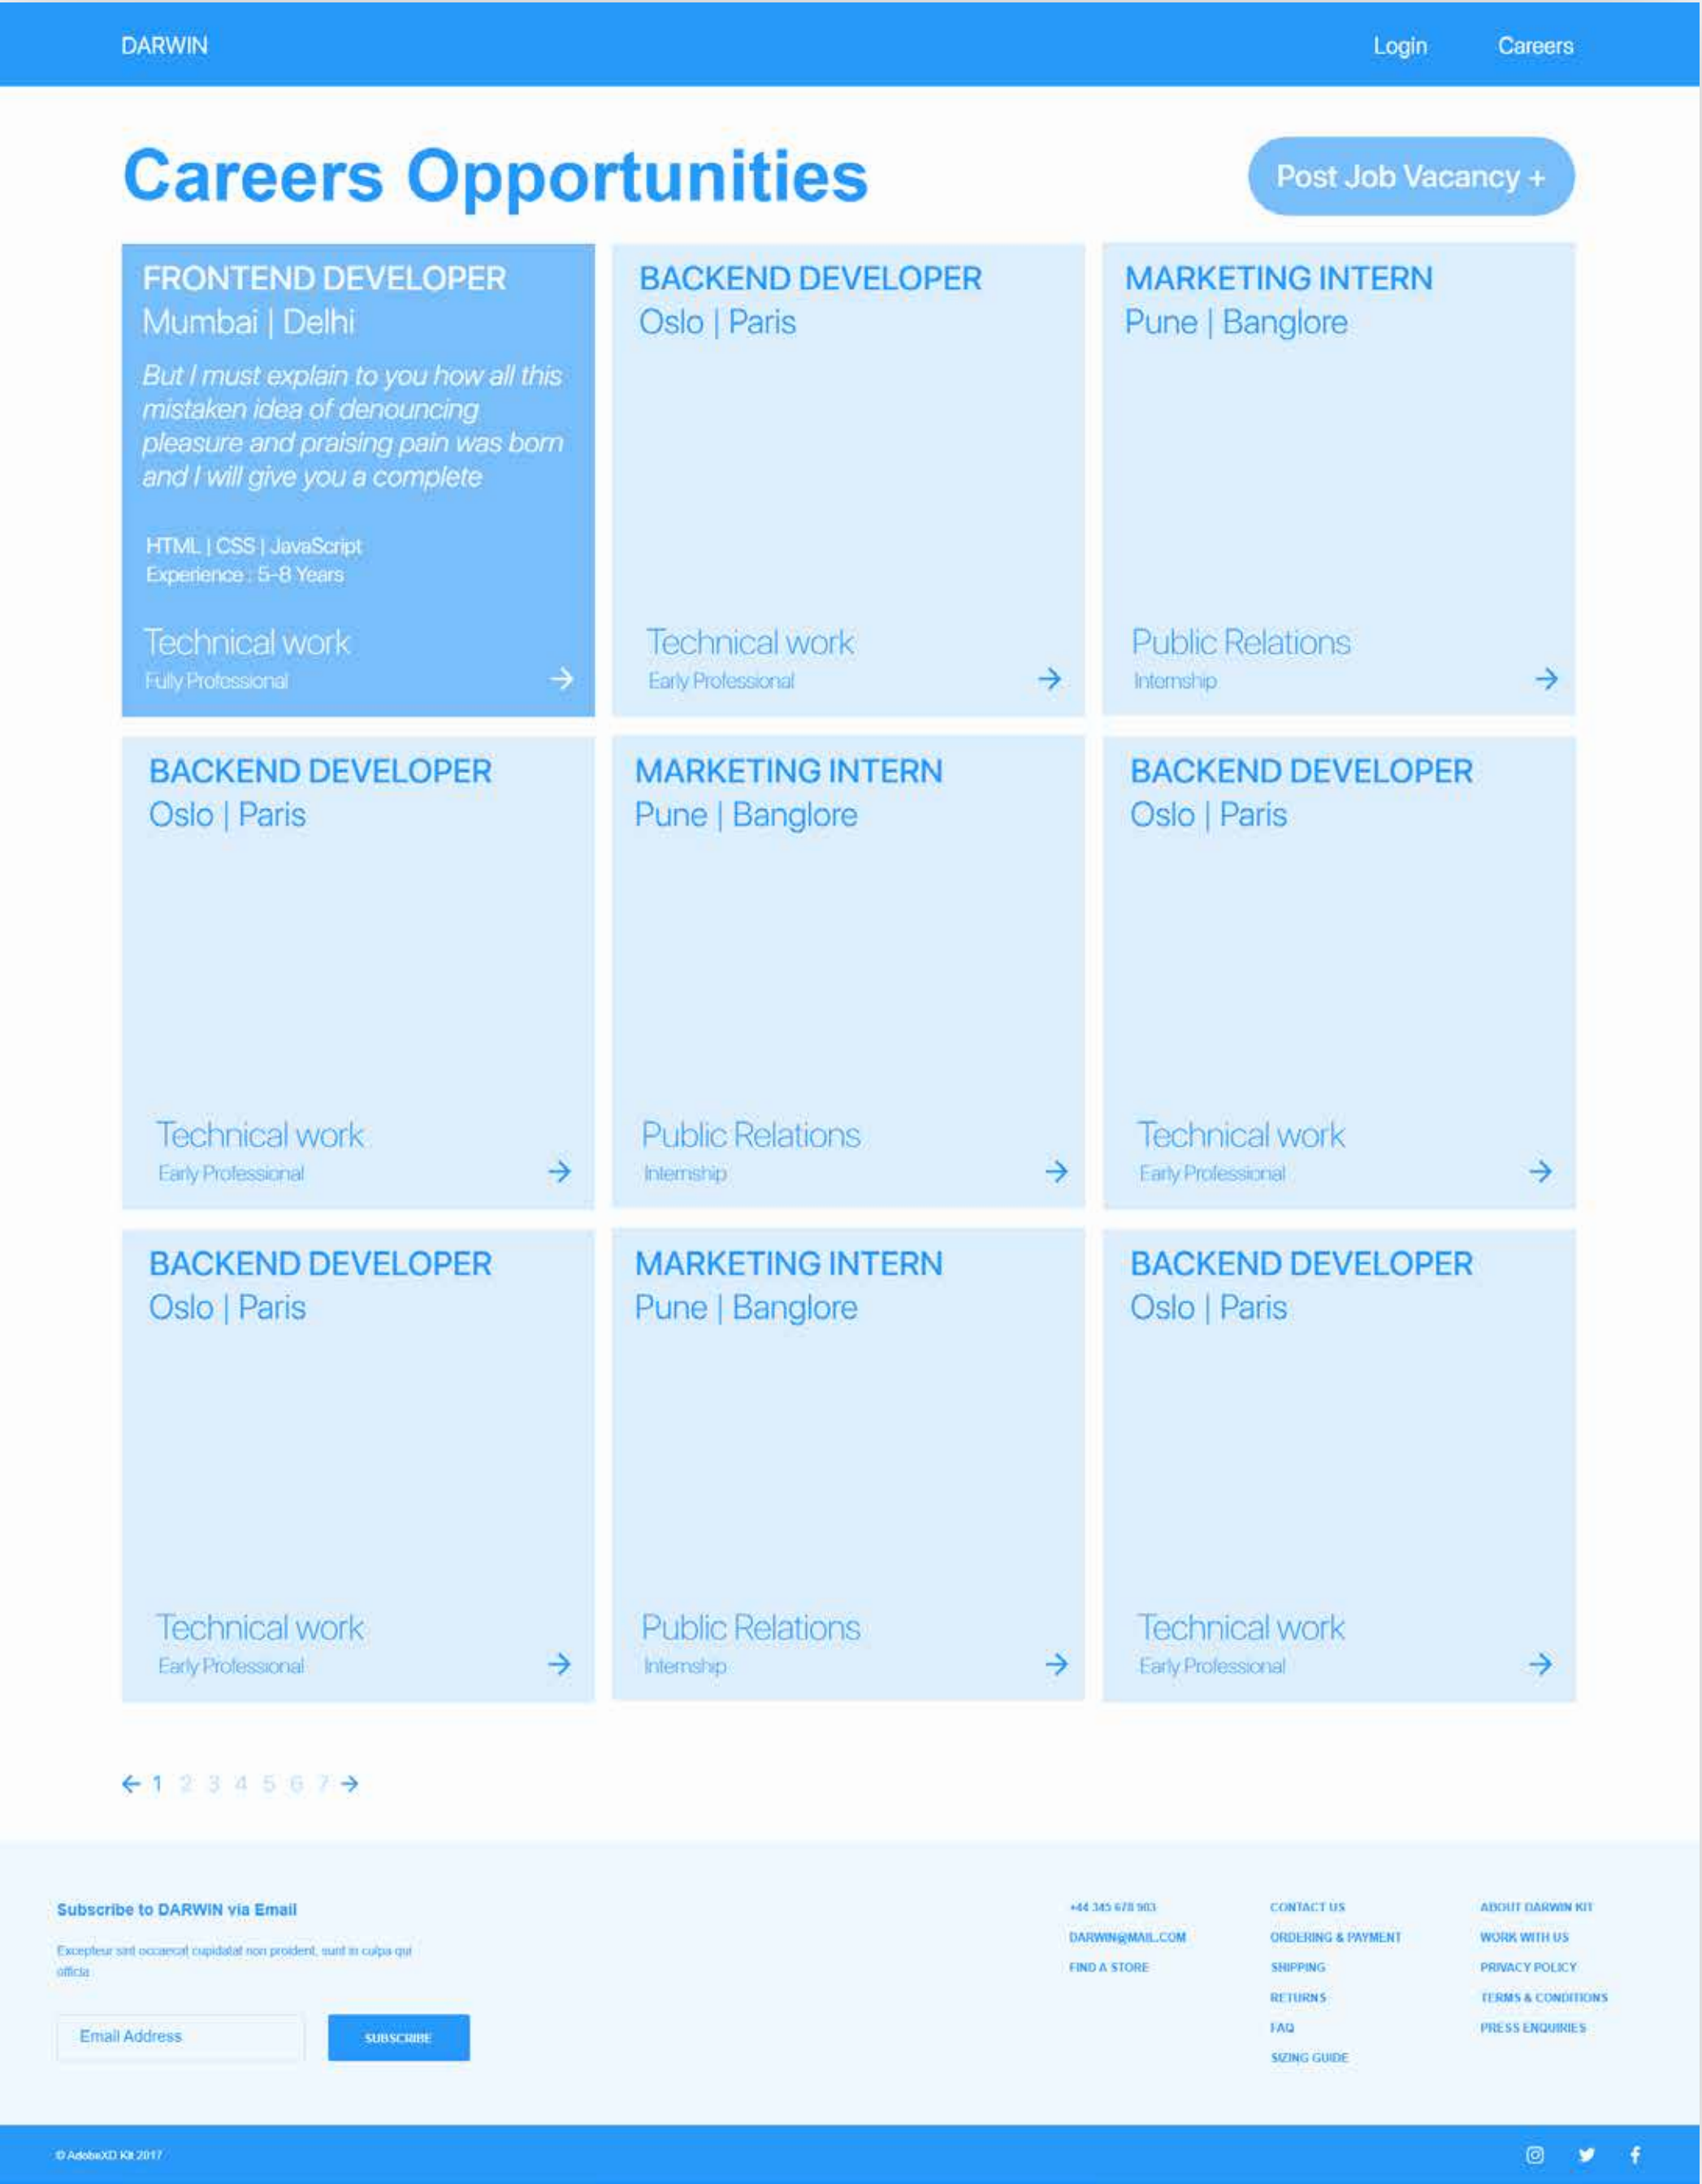 DARWIN
Login
Careers
Careers Opportunities
Post Job Vacancy +
FRONTEND DEVELOPER
Mumbai | Delhi
But I must explain to you how all this
mistaken idea of denouncing
pleasure and praising pain was born
and I will give you a complete
HTML | CSS | JavaScript
Experience : 5-8 Years
Technical work
Fully Professional
BACKEND DEVELOPER
Oslo | Paris
Technical work
Early Professional
MARKETING INTERN
Pune | Banglore
Public Relations
Internship
BACKEND DEVELOPER
Oslo | Paris
Technical work
Early Professional
MARKETING INTERN
Pune | Banglore
Public Relations
Internship
BACKEND DEVELOPER
Oslo | Paris
Technical work
Early Professional
BACKEND DEVELOPER
Oslo | Paris
Technical work
Early Professional
MARKETING INTERN
Pune | Banglore
Public Relations
Internship
BACKEND DEVELOPER
Oslo | Paris
Technical work
Early Professional
← 1 2 3 4 5 6 7 →
Subscribe to DARWIN via Email
Excepteur sint occaecat cupidatat non proident, sunt in culpa qui
officia
Email Address
SUBSCRIBE
+44 345 678 903
DARWIN@MAIL.COM
FIND A STORE
CONTACT US
ORDERING & PAYMENT
SHIPPING
RETURNS
FAQ
SIZING GUIDE
ABOUT DARWIN KIT
WORK WITH US
PRIVACY POLICY
TERMS & CONDITIONS
PRESS ENQUIRIES
© AdobeXD Kit 2017